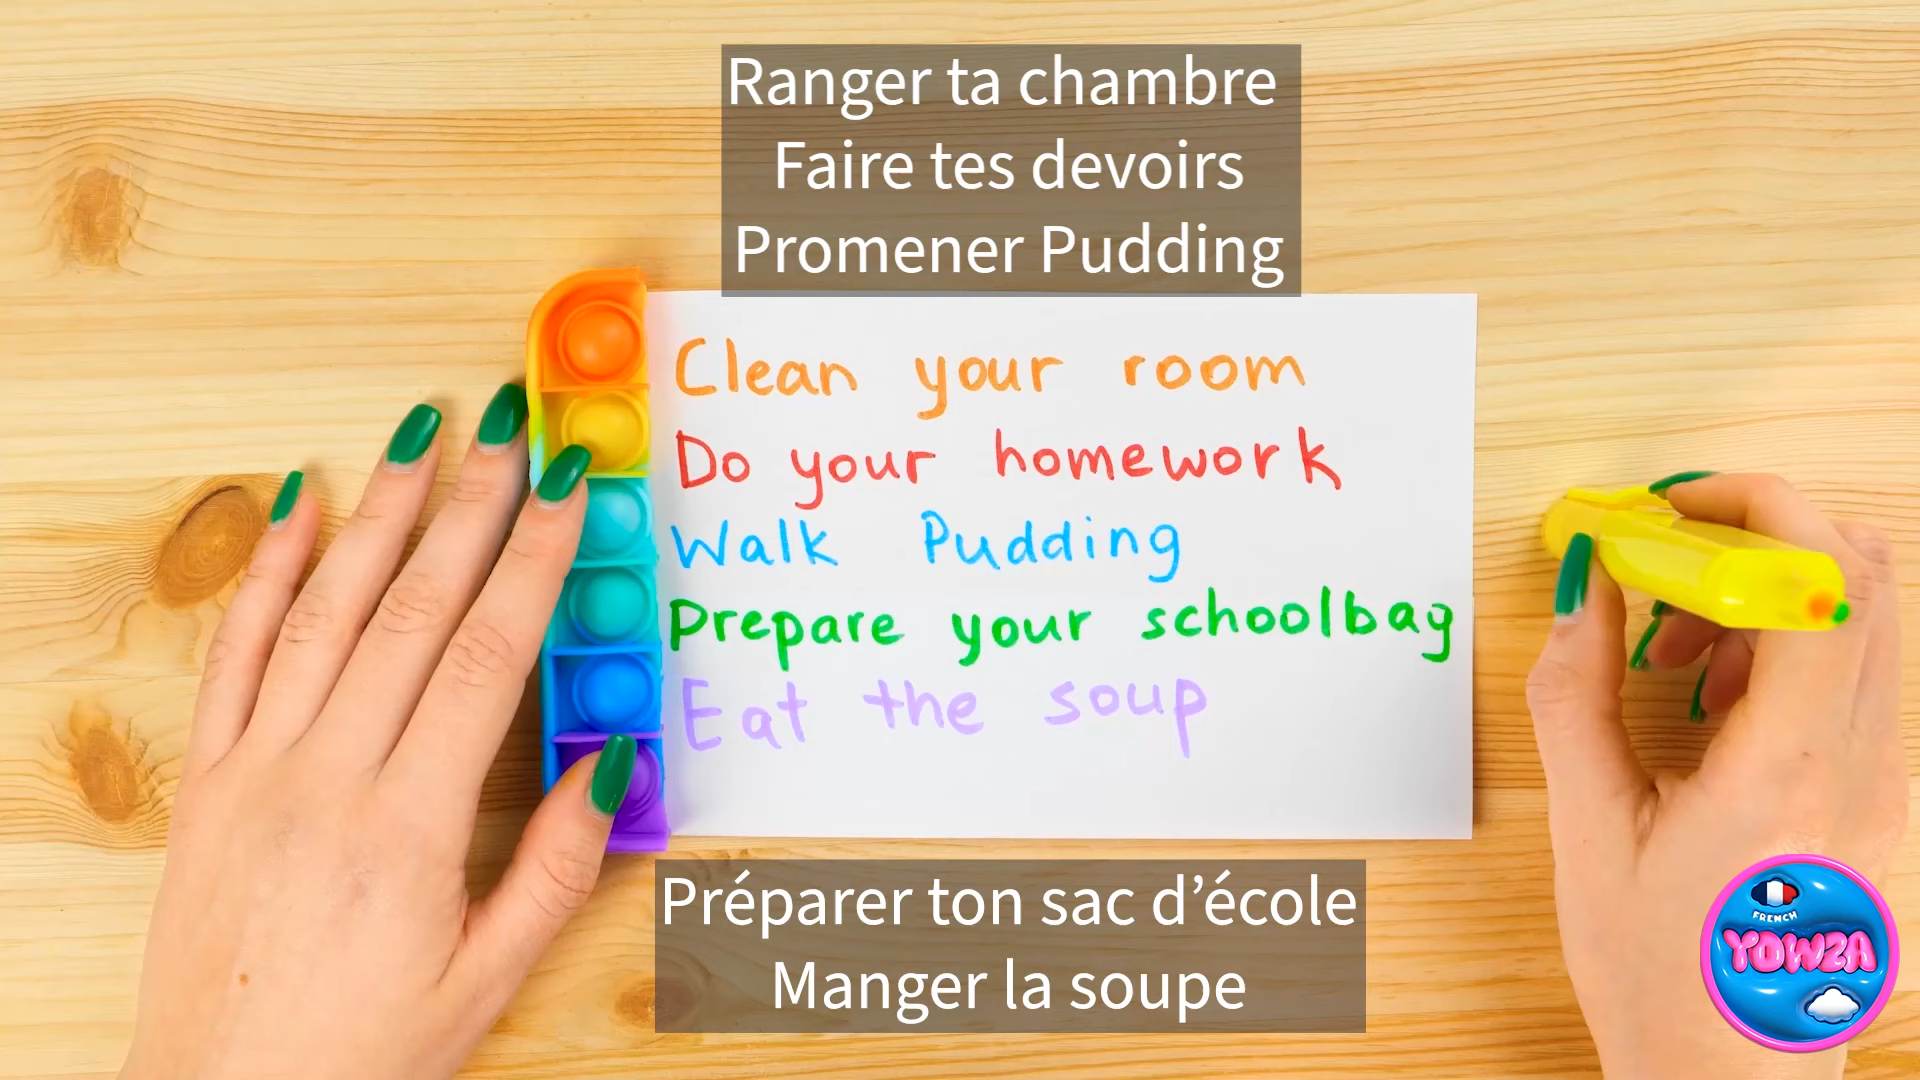 Ranger ta chambre
Faire tes devoirs
Promener Pudding
Clean your room
Do your homework
Walk Pudding
Prepare your schoolbag
Eat the soup
Préparer ton sac d’école
Manger la soupe
FRENCH
YOWZA